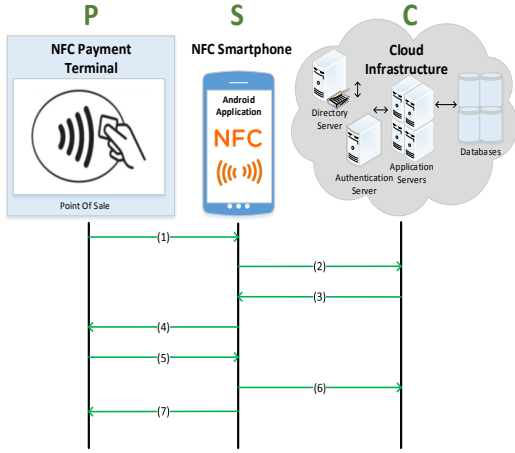 P
S
C
NFC Payment
Terminal
Point Of Sale
NFC Smartphone
Android
Application
NFC
Cloud
Infrastructure
Directory
Server
Authentication
Server
Application
Servers
Databases
(1)
(2)
(3)
(4)
(5)
(6)
(7)